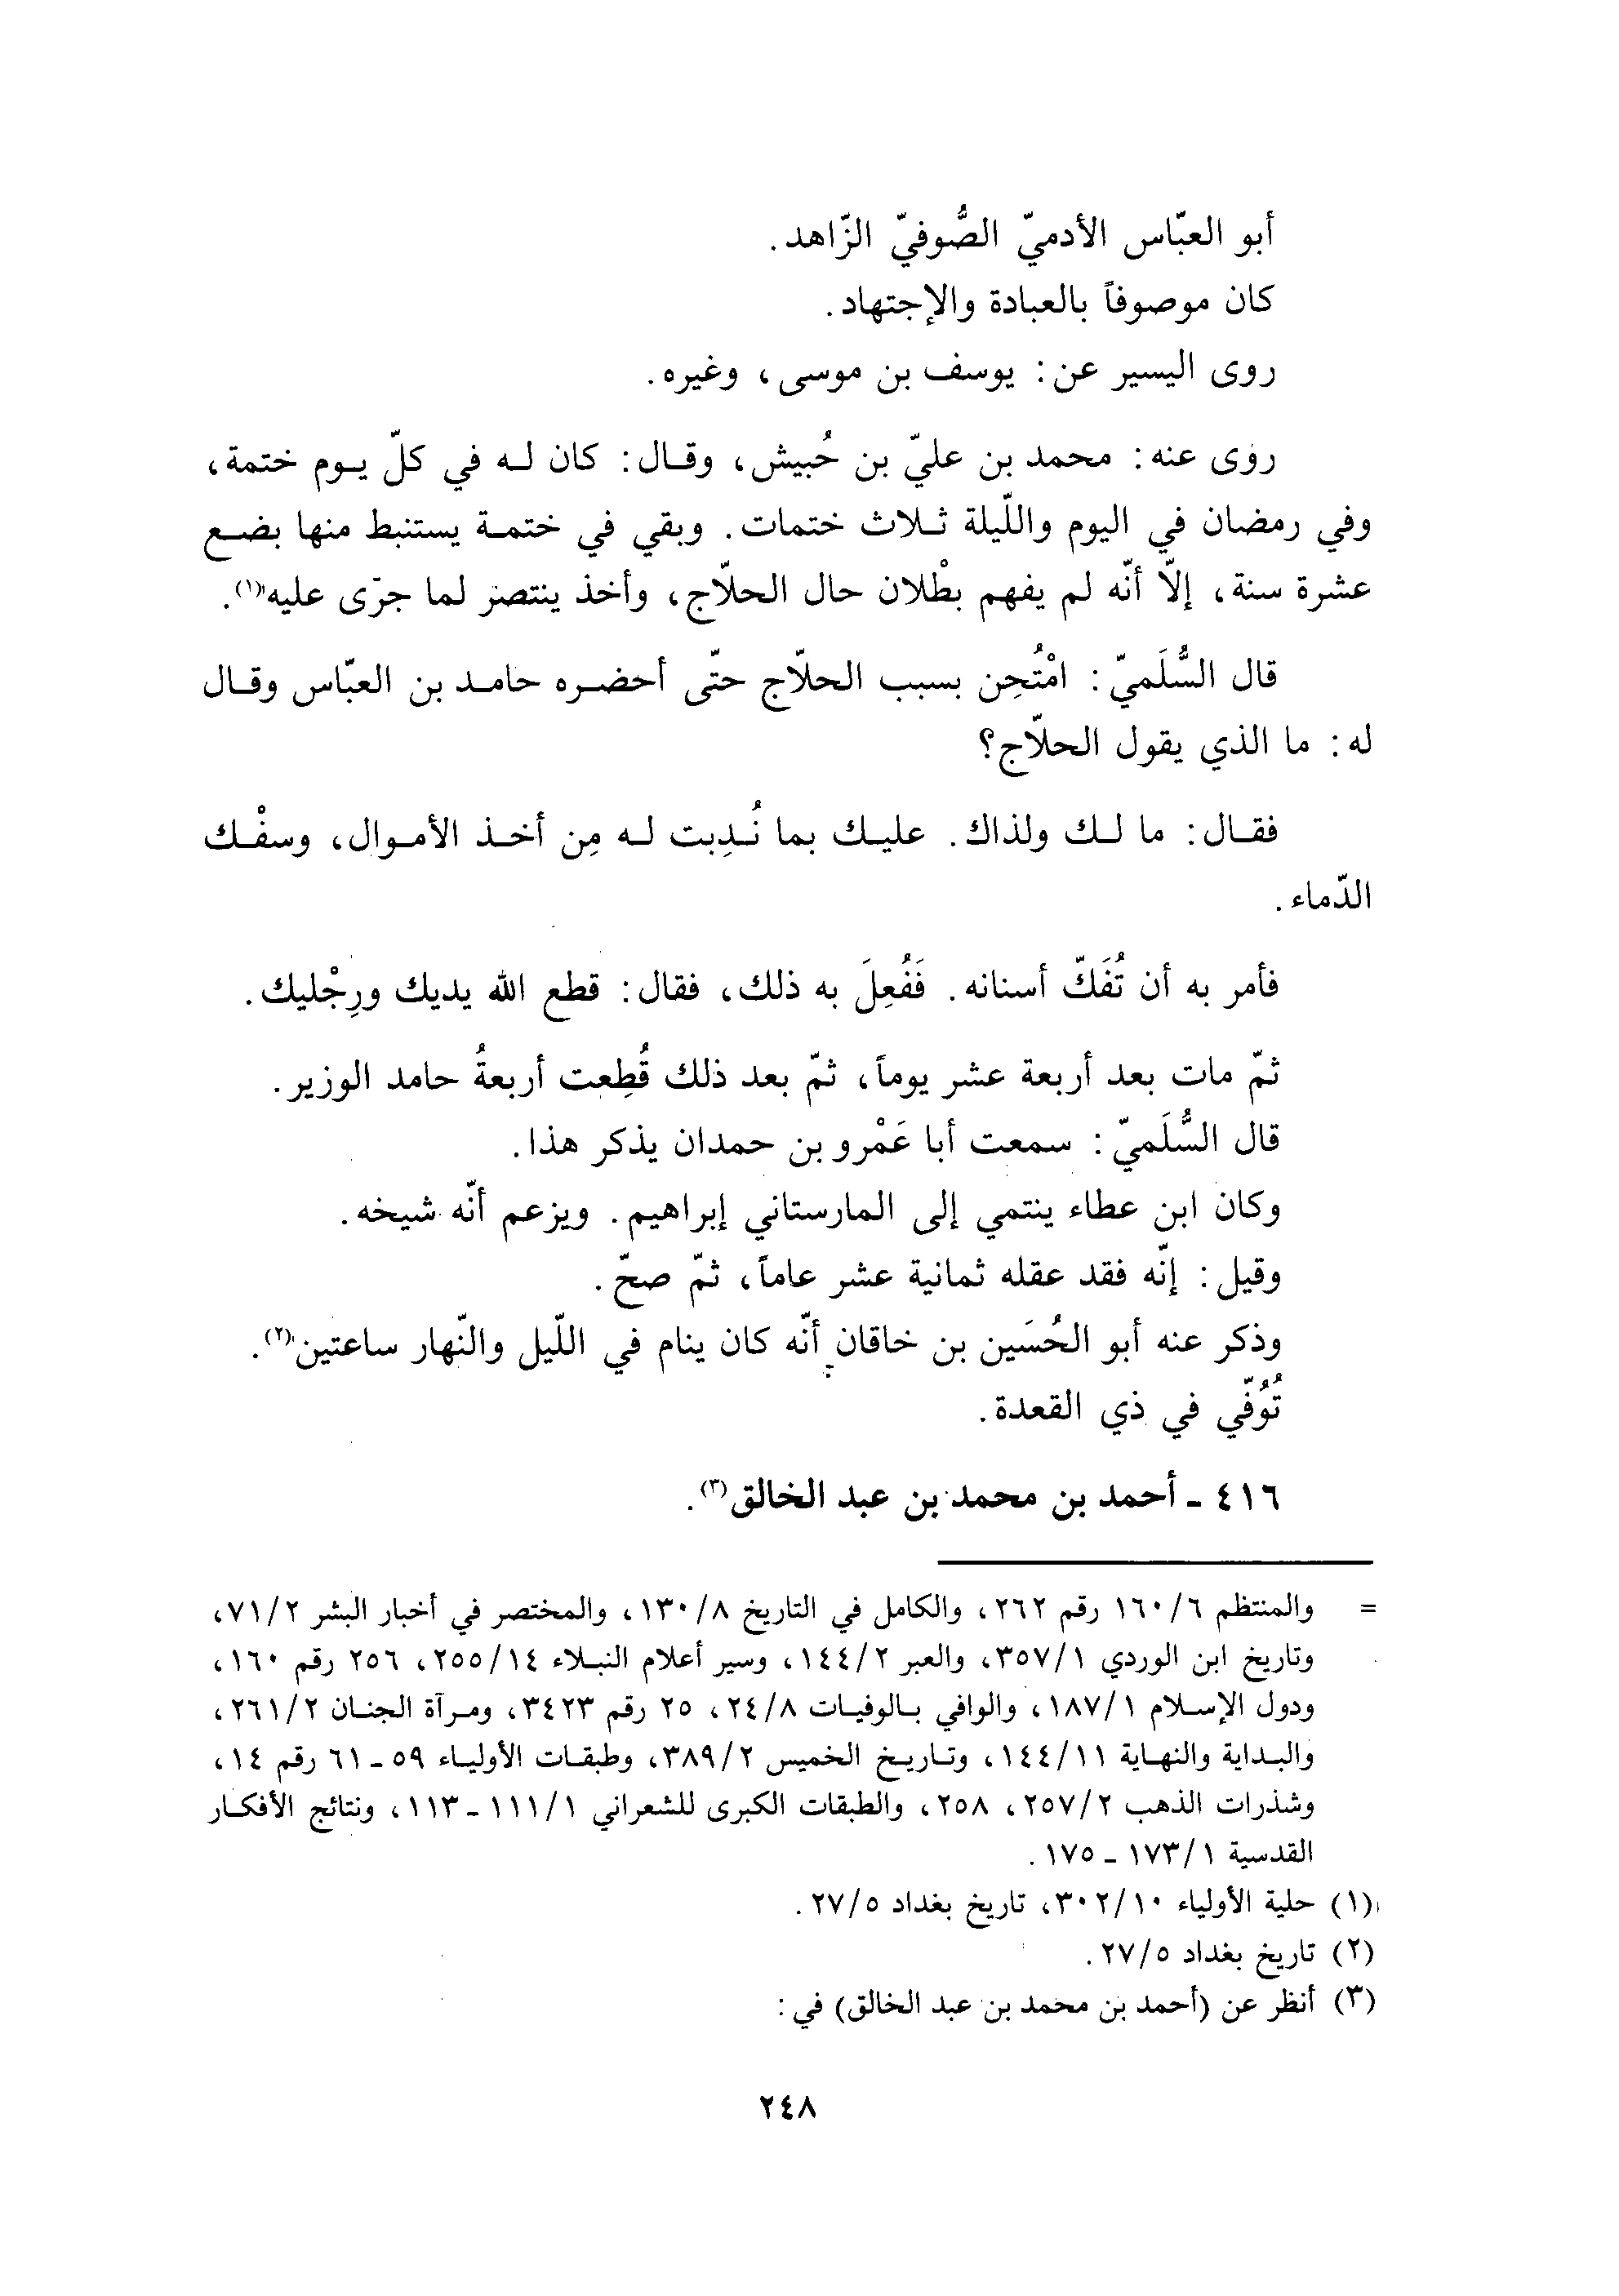 أبو العبّاس الأدميّ الصُّوفيّ الزّاهد.
كان موصوفاً بالعبادة والإجتهاد.
روى اليسير عن: يوسف بن موسى، وغيره.
روى عنه: محمد بن عليّ بن حُبيش، وقال: كان له في كلّ يوم ختمة،
وفي رمضان في اليوم واللّيلة ثلاث ختمات. وبقي في ختمة يستنبط منها بضع
عشرة سنة، إلّا أنّه لم يفهم بطْلان حال الحلّاج، وأخذ ينتصر لما جرى عليه(١).
قال السُّلَميّ: امْتُحِن بسبب الحلّاج حتّى أحضره حامد بن العبّاس وقال
له: ما الذي يقول الحلّاج؟
فقال: ما لك ولذاك. عليك بما نُدِبت له مِن أخذ الأموال، وسفْك
الدّماء.
فأمر به أن تُفَكّ أسنانه. فَفُعِلَ به ذلك، فقال: قطع الله يديك ورِجْليك.
ثمّ مات بعد أربعة عشر يوماً، ثمّ بعد ذلك قُطِعت أربعةُ حامد الوزير.
قال السُّلَميّ: سمعت أبا عَمْرو بن حمدان يذكر هذا.
وكان ابن عطاء ينتمي إلى المارستاني إبراهيم. ويزعم أنّه شيخه.
وقيل: إنّه فقد عقله ثمانية عشر عاماً، ثمّ صحّ.
وذكر عنه أبو الحُسَين بن خاقان أنّه كان ينام في اللّيل والنّهار ساعتين(٢).
تُوُفّي في ذي القعدة.
٤١٦ - أحمد بن محمد بن عبد الخالق(٣).
= والمنتظم ٦/١٦٠ رقم ٢٦٢، والكامل في التاريخ ٨/١٣٠، والمختصر في أخبار البشر ٢/٧١،
وتاريخ ابن الوردي ١/٣٥٧، والعبر ٢/١٤٤، وسير أعلام النبلاء ١٤/٢٥٥، ٢٥٦ رقم ١٦٠،
ودول الإسلام ١/١٨٧، والوافي بالوفيات ٨/٢٤، ٢٥ رقم ٣٤٢٣، ومرآة الجنان ٢/٢٦١،
والبداية والنهاية ١١/١٤٤، وتاريخ الخميس ٢/٣٨٩، وطبقات الأولياء ٥٩ - ٦١ رقم ١٤،
وشذرات الذهب ٢/٢٥٧، ٢٥٨، والطبقات الكبرى للشعراني ١/١١١ - ١١٣، ونتائج الأفكار
القدسية ١/١٧٣ - ١٧٥.
(١) حلية الأولياء ١٠/٣٠٢، تاريخ بغداد ٥/٢٧.
(٢) تاريخ بغداد ٥/٢٧.
(٣) أنظر عن (أحمد بن محمد بن عبد الخالق) في:
٢٤٨